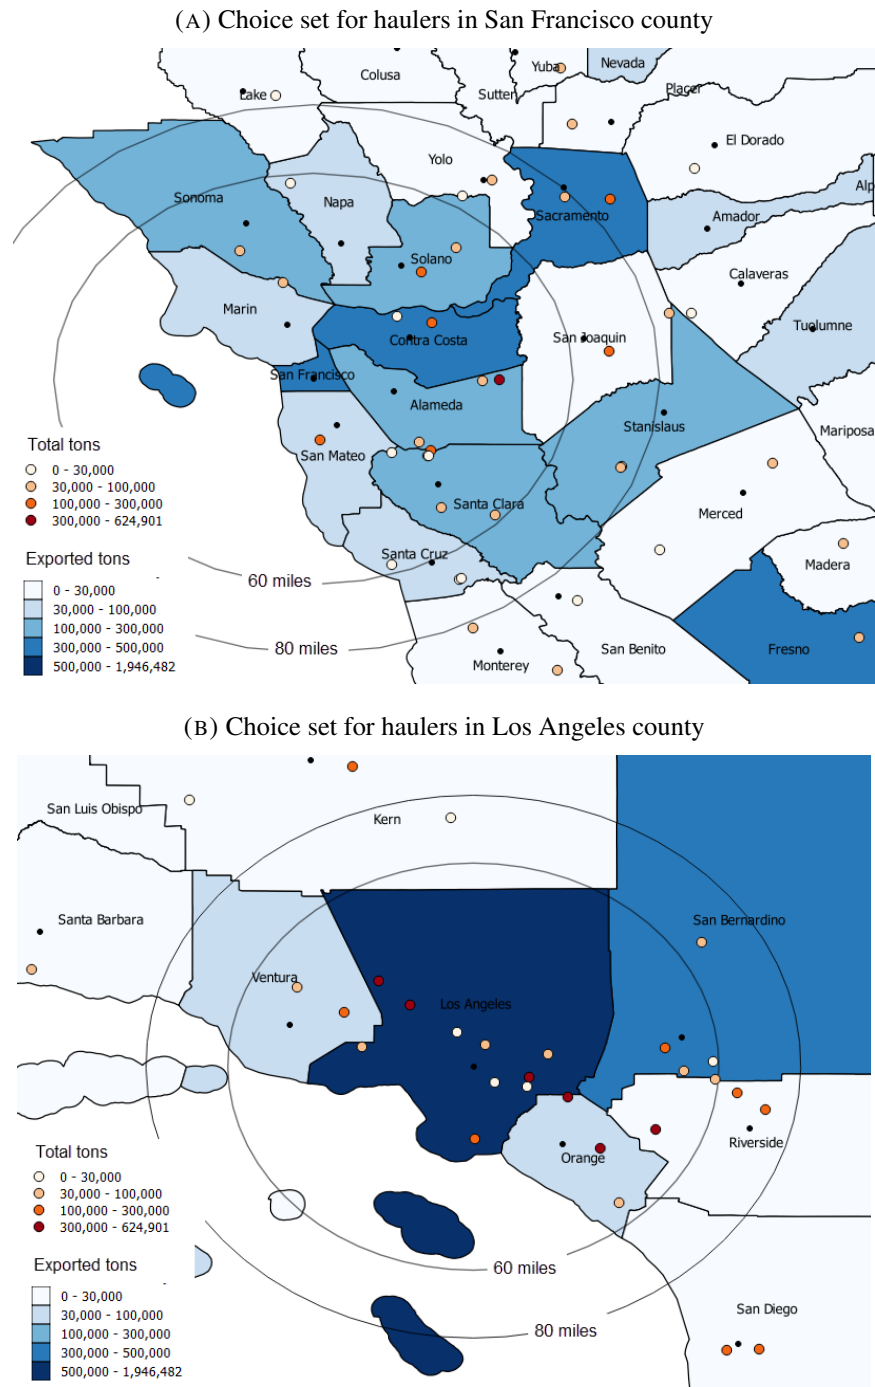 (A) Choice set for haulers in San Francisco county
Colusa
Yuba
Nevada
Lake
Sutter
Placer
Yolo
El Dorado
Sonoma
Napa
Sacramento
Alp
Amador
Solano
Calaveras
Marin
Contra Costa
San Joaquin
Tuolumne
San Francisco
Alameda
Stanislaus
Mariposa
Total tons
0 - 30,000
30,000 - 100,000
100,000 - 300,000
300,000 - 624,901
San Mateo
Santa Clara
Merced
Santa Cruz
Madera
Exported tons
0 - 30,000
30,000 - 100,000
100,000 - 300,000
300,000 - 500,000
500,000 - 1,946,482
60 miles
80 miles
San Benito
Fresno
Monterey
(B) Choice set for haulers in Los Angeles county
San Luis Obispo
Kern
Santa Barbara
San Bernardino
Ventura
Los Angeles
Riverside
Orange
Total tons
0 - 30,000
30,000 - 100,000
100,000 - 300,000
300,000 - 624,901
60 miles
Exported tons
0 - 30,000
30,000 - 100,000
100,000 - 300,000
300,000 - 500,000
500,000 - 1,946,482
80 miles
San Diego